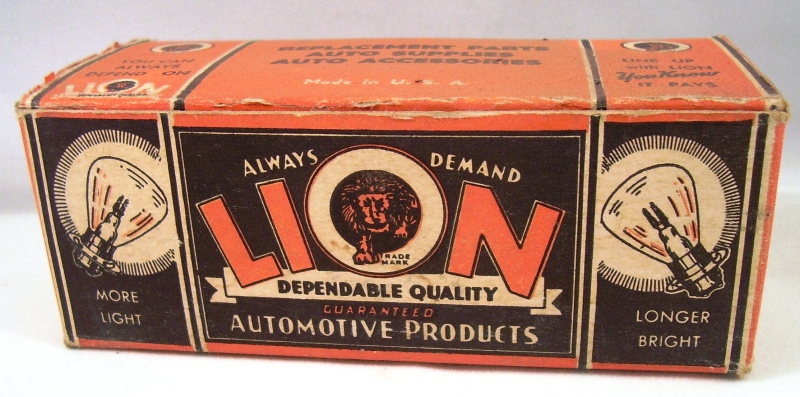 YOU CAN
ALWAYS
DEPEND ON
LION
REPLACEMENT PARTS
AUTO SUPPLIES
AUTO ACCESSORIES
Made in U. S. A.
LINE UP
with LION
You Know
IT PAYS
MORE
LIGHT
ALWAYS DEMAND
LION
TRADE
MARK
DEPENDABLE QUALITY
GUARANTEED
AUTOMOTIVE PRODUCTS
LONGER
BRIGHT